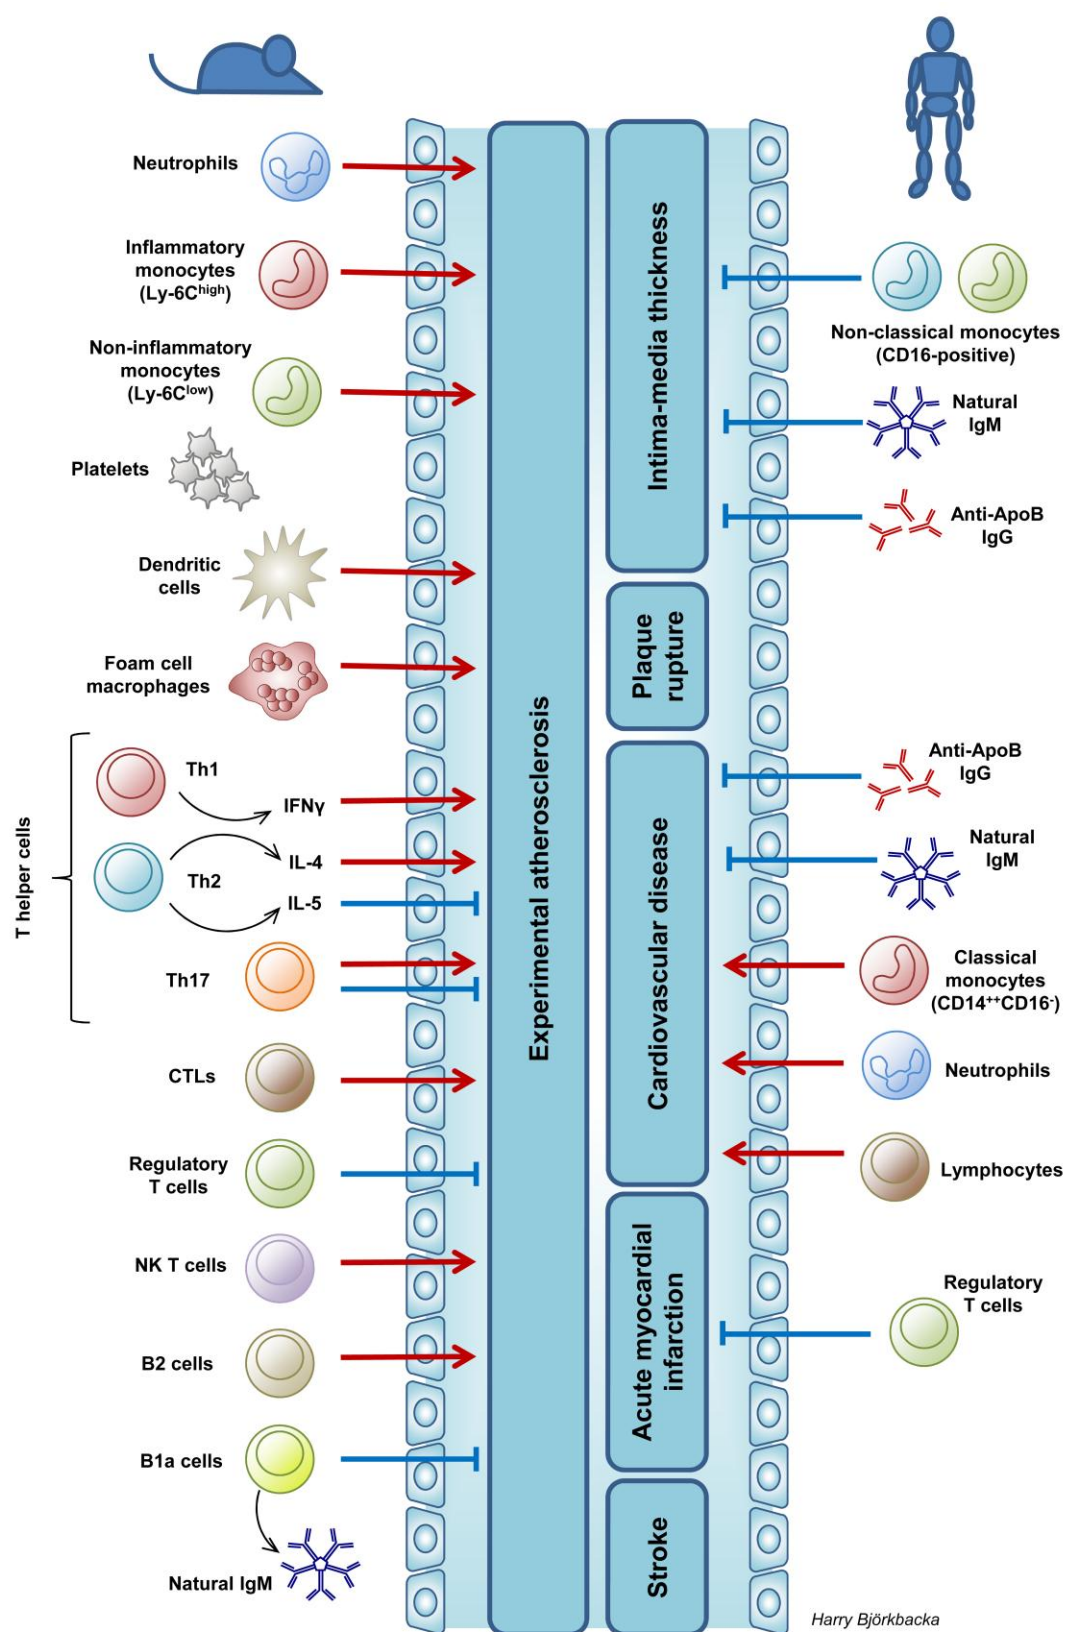 Neutrophils
Inflammatory
monocytes
(Ly-6Chigh)
Non-inflammatory
monocytes
(Ly-6Clow)
Platelets
Dendritic
cells
Foam cell
macrophages
T helper cells
Th1
IFNγ
IL-4
Th2
IL-5
Th17
CTLs
Regulatory
T cells
NK T cells
B2 cells
B1a cells
Natural IgM
Experimental atherosclerosis
Intima-media thickness
Plaque
rupture
Cardiovascular disease
Acute myocardial
infarction
Stroke
Non-classical monocytes
(CD16-positive)
Natural
IgM
Anti-ApoB
IgG
Anti-ApoB
IgG
Natural
IgM
Classical
monocytes
(CD14++CD16-)
Neutrophils
Lymphocytes
Regulatory
T cells
Harry Björkbacka